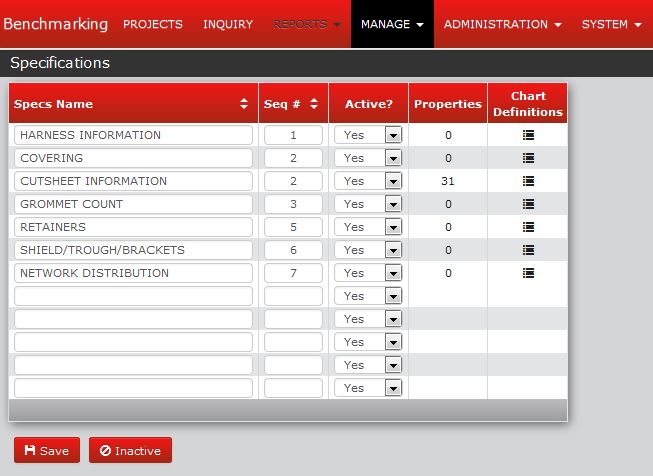 Benchmarking PROJECTS INQUIRY REPORTS MANAGE ADMINISTRATION SYSTEM
Specifications
Specs Name Seq # Active? Properties Chart Definitions
HARNESS INFORMATION 1 Yes 0
COVERING 2 Yes 0
CUTSHEET INFORMATION 2 Yes 31
GROMMET COUNT 3 Yes 0
RETAINERS 5 Yes 0
SHIELD/TROUGH/BRACKETS 6 Yes 0
NETWORK DISTRIBUTION 7 Yes 0
Yes
Yes
Yes
Yes
Yes
Save Inactive